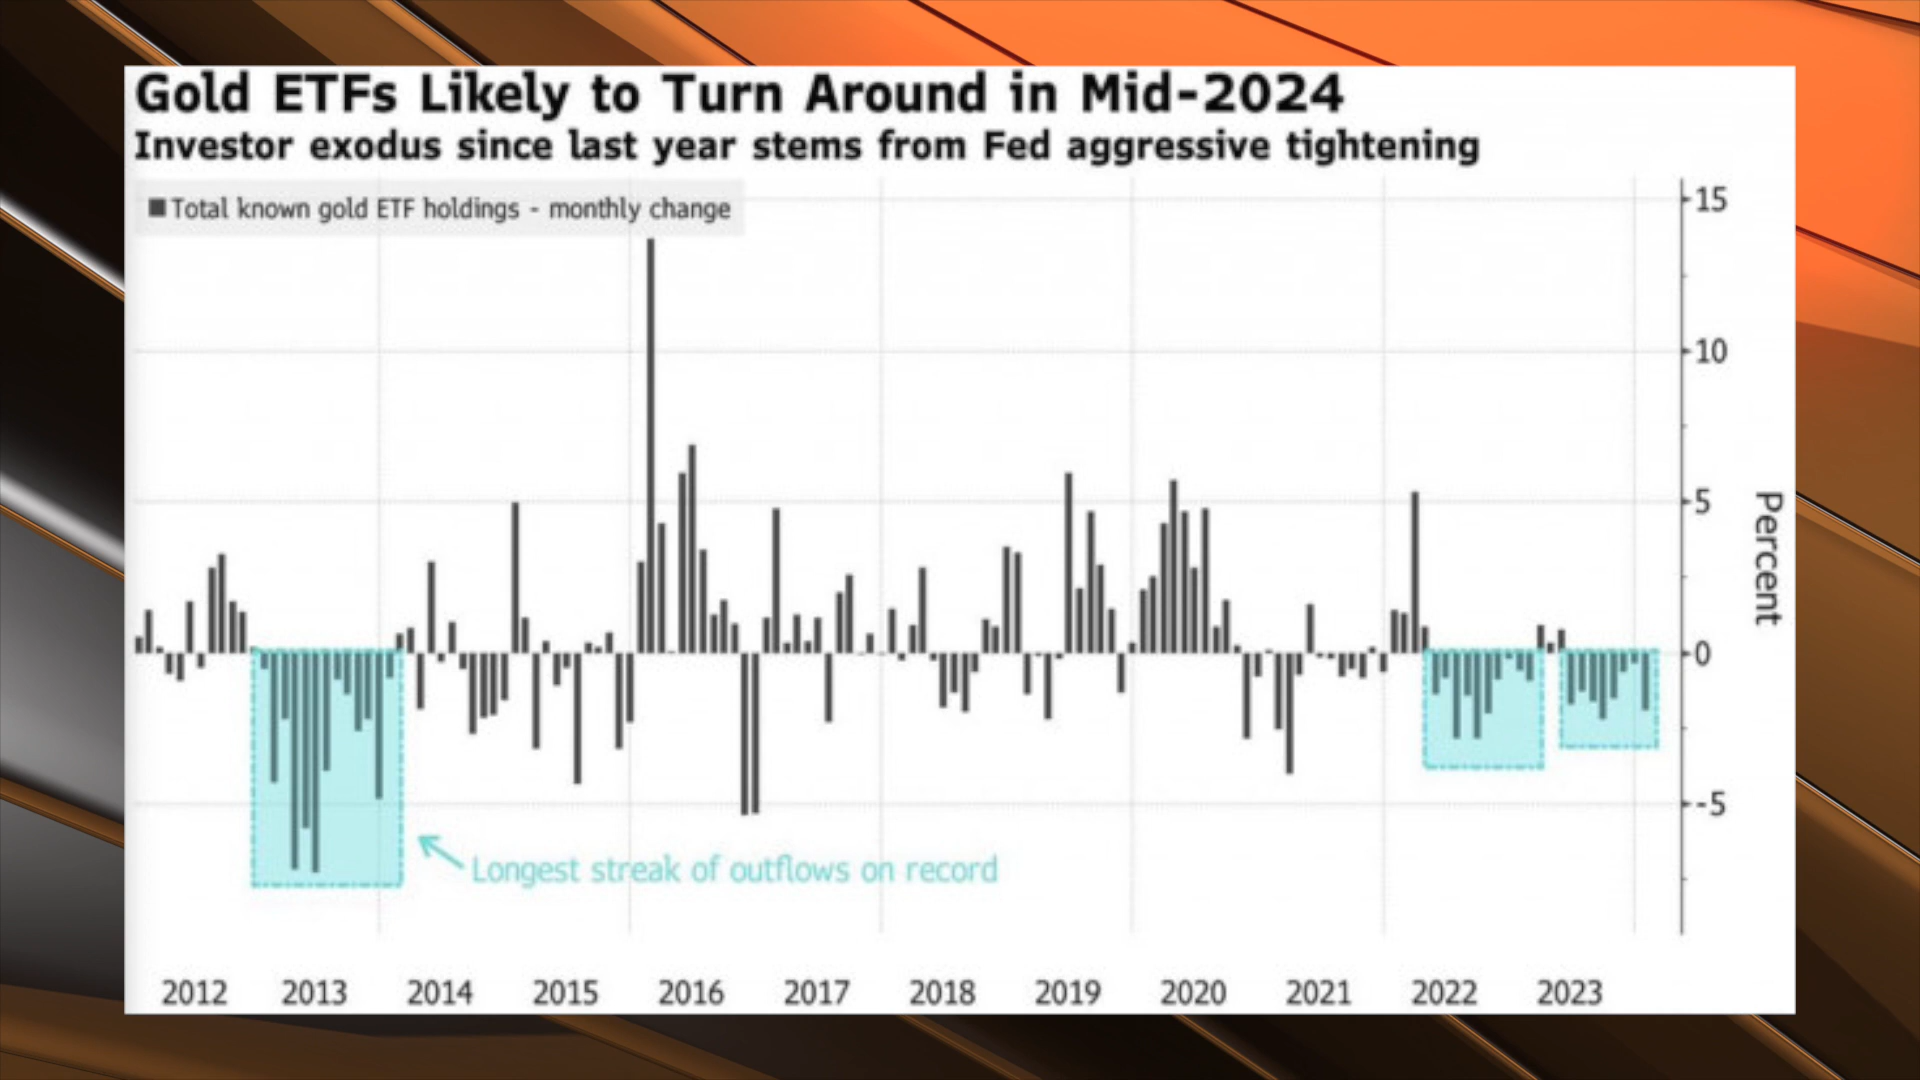 Gold ETFs Likely to Turn Around in Mid-2024
Investor exodus since last year stems from Fed aggressive tightening
Total known gold ETF holdings - monthly change
15
10
5
0
-5
Percent
Longest streak of outflows on record
2012 2013 2014 2015 2016 2017 2018 2019 2020 2021 2022 2023